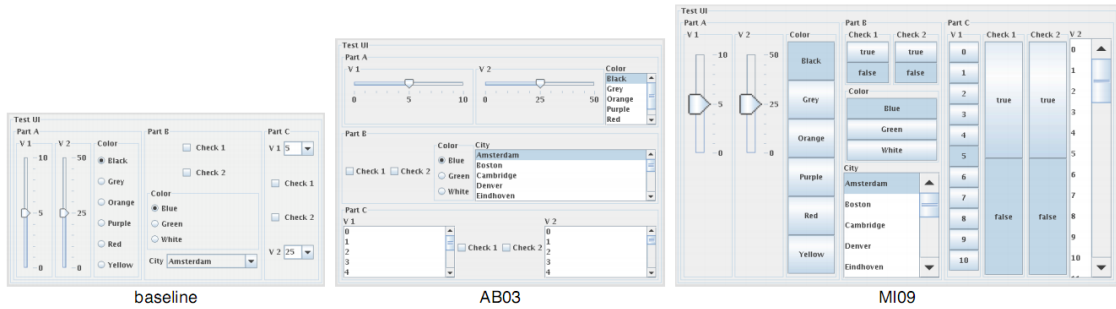 Test UI
Part A
V 1
V 2
Color
10
5
0
50
25
0
Black
Grey
Orange
Purple
Red
Yellow
Part B
Check 1
Check 2
Color
Blue
Green
White
City Amsterdam
Part C
V 1 5
Check 1
Check 2
V 2 25
baseline
Test UI
Part A
V 1
0 5 10
V 2
0 25 50
Color
Black
Grey
Orange
Purple
Red
Part B
Check 1 Check 2
Color
Blue
Green
White
City
Amsterdam
Boston
Cambridge
Denver
Eindhoven
Part C
V 1
0
1
2
3
4
Check 1 Check 2
V 2
0
1
2
3
4
AB03
Test UI
Part A
V 1
10
5
0
V 2
50
25
0
Color
Black
Grey
Orange
Purple
Red
Yellow
Part B
Check 1 Check 2
true true
false false
Color
Blue
Green
White
City
Amsterdam
Boston
Cambridge
Denver
Eindhoven
Part C
V 1
0
1
2
3
4
5
6
7
8
9
10
Check 1
true
false
Check 2
true
false
V 2
0
1
2
3
4
5
6
7
8
9
10
MI09